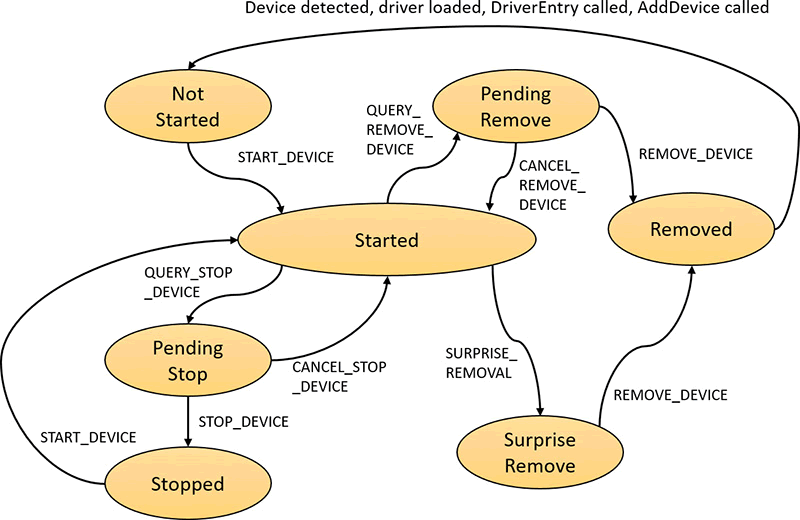 Device detected, driver loaded, DriverEntry called, AddDevice called
Not
Started
START_DEVICE
QUERY_
REMOVE_
DEVICE
Pending
Remove
CANCEL_
REMOVE_
DEVICE
REMOVE_DEVICE
Removed
Started
QUERY_STOP
_DEVICE
Pending
Stop
CANCEL_STOP
_DEVICE
SURPRISE_
REMOVAL
REMOVE_DEVICE
STOP_DEVICE
START_DEVICE
Stopped
Surprise
Remove